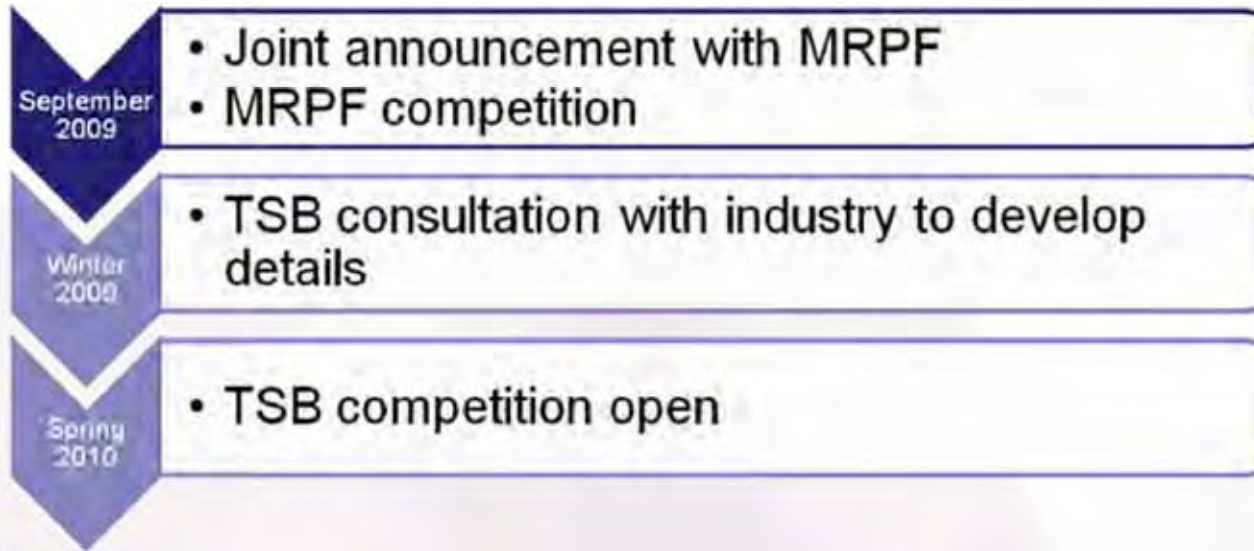 September
2009
• Joint announcement with MRPF
• MRPF competition
Winter
2009
• TSB consultation with industry to develop
details
Spring
2010
• TSB competition open